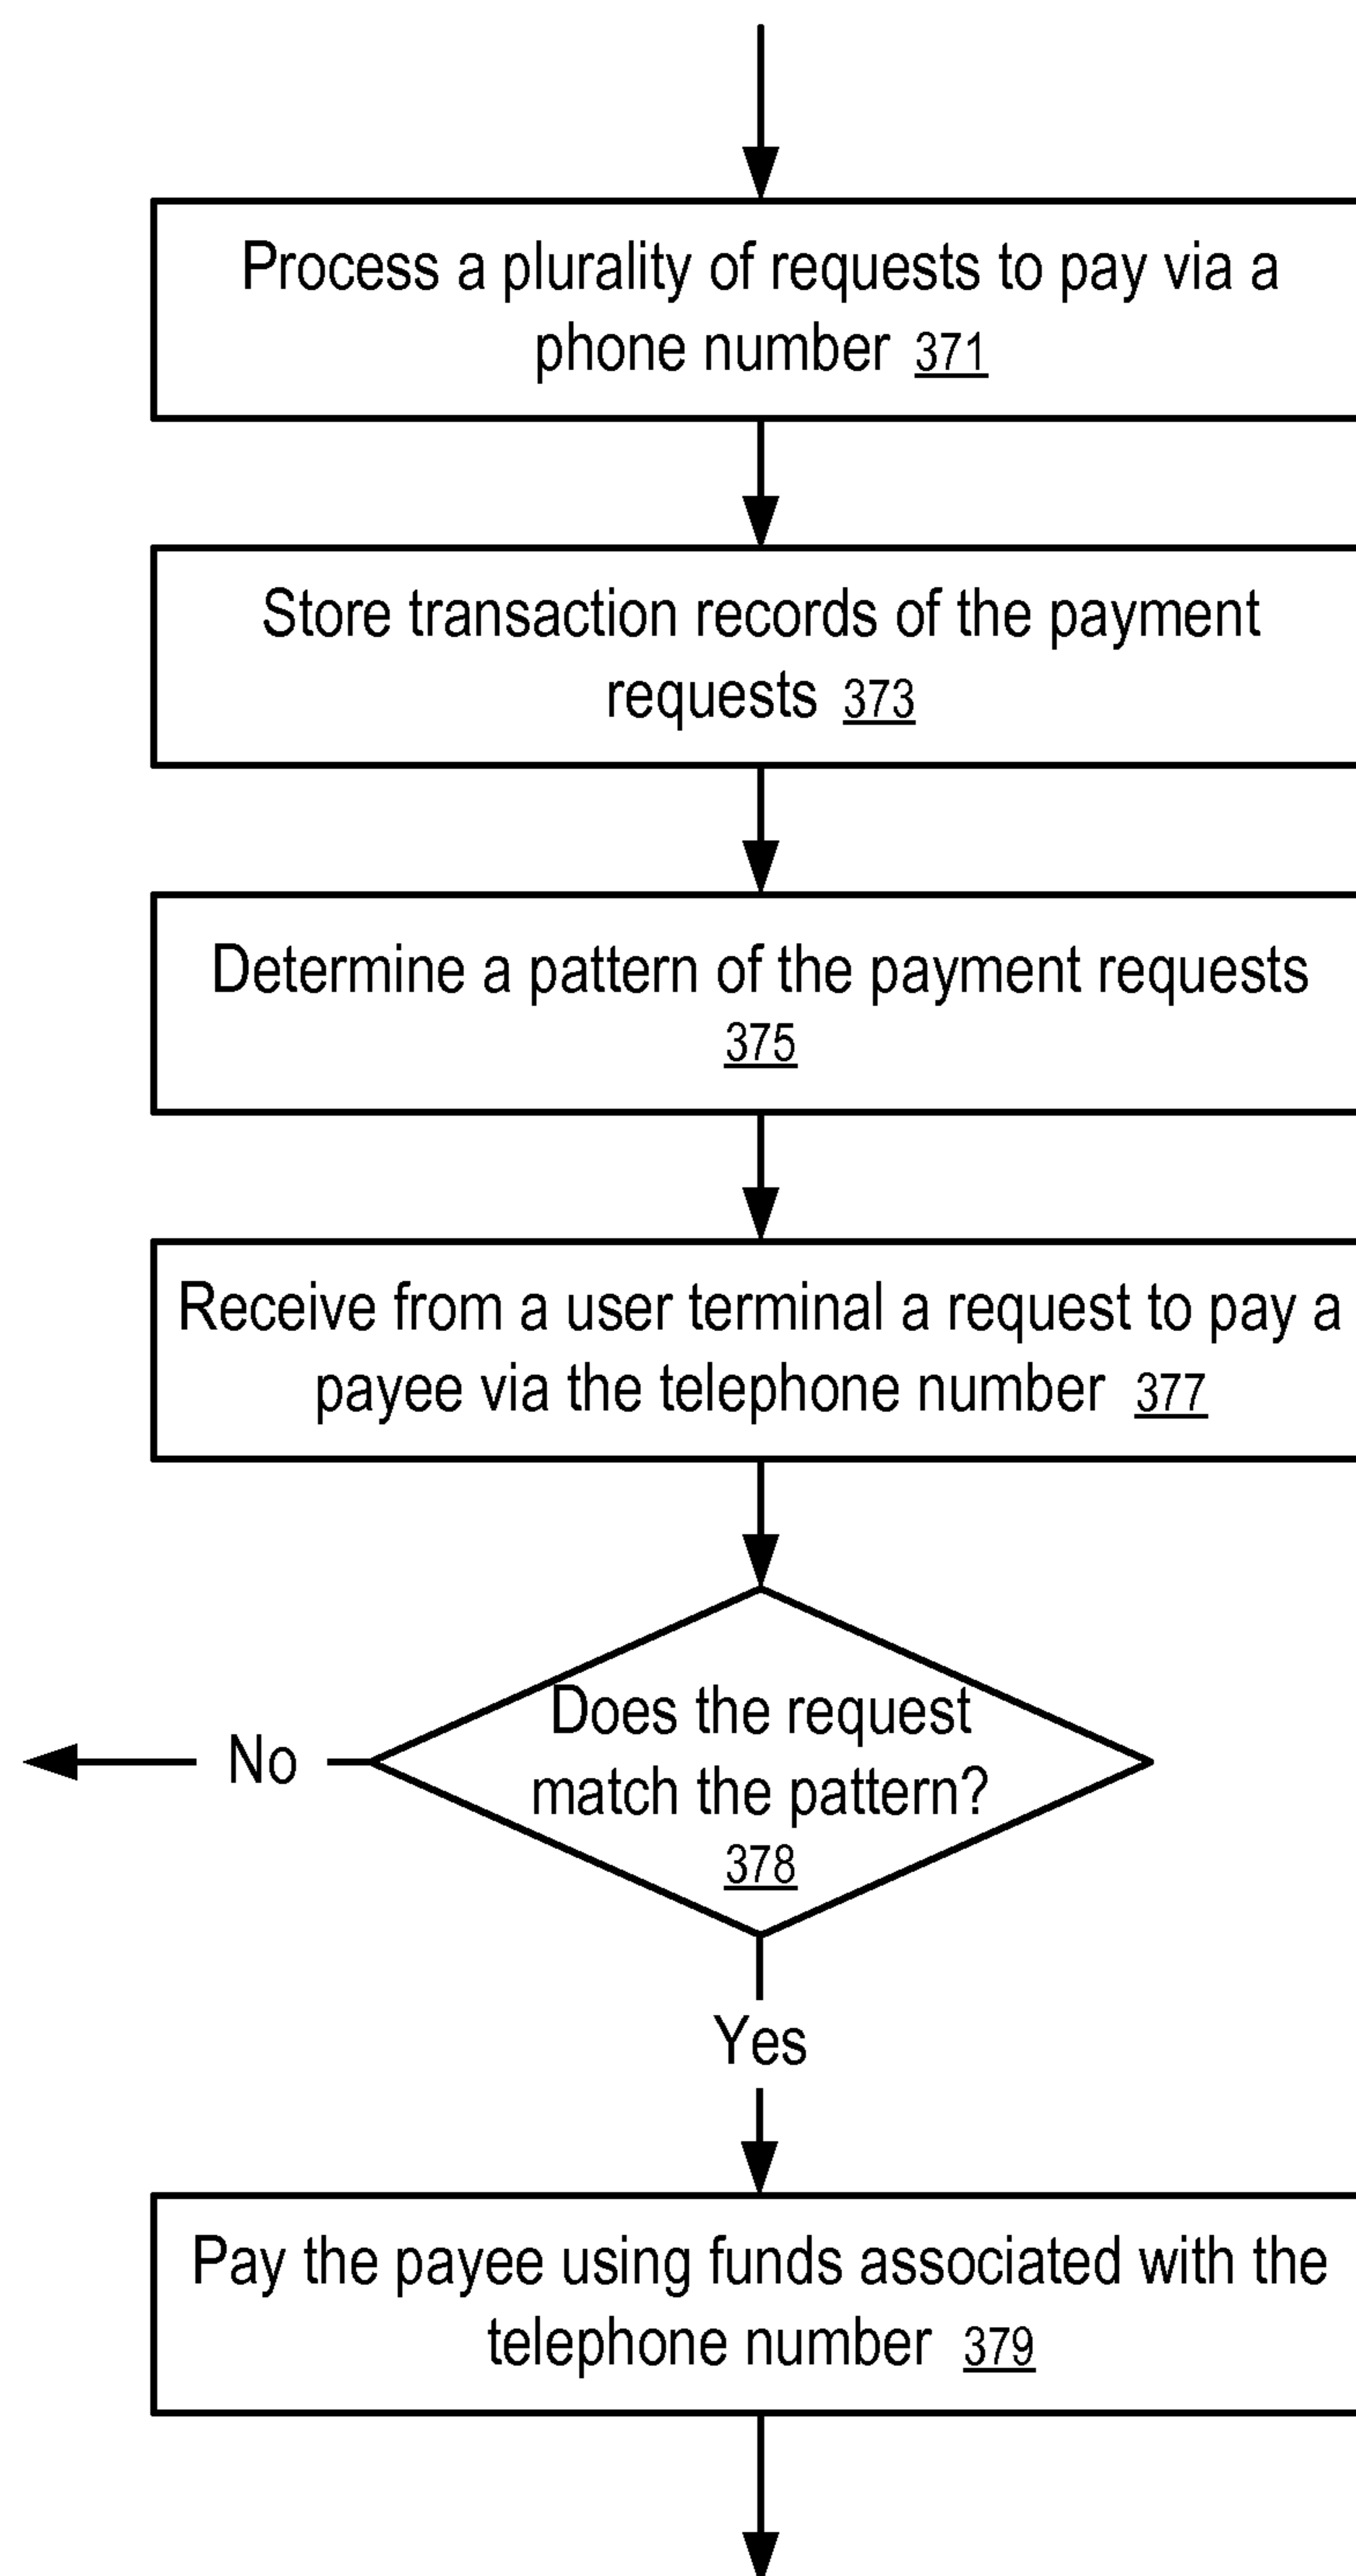 Process a plurality of requests to pay via a
phone number 371
Store transaction records of the payment
requests 373
Determine a pattern of the payment requests
375
Receive from a user terminal a request to pay a
payee via the telephone number 377
Does the request
match the pattern?
378
No
Yes
Pay the payee using funds associated with the
telephone number 379